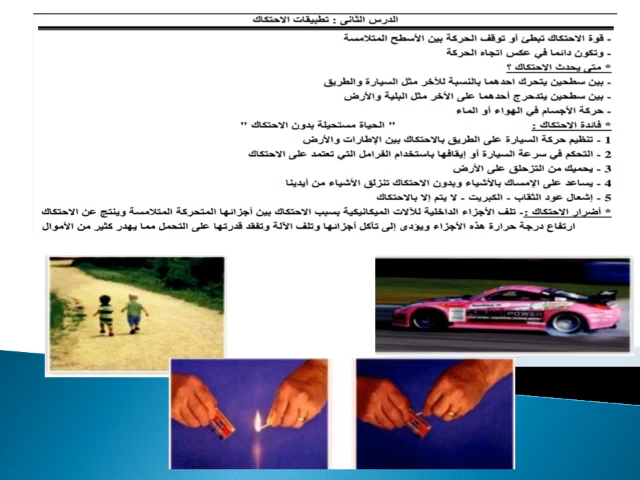 الدرس الثانى : تطبيقات الاحتكاك
- قوة الاحتكاك تبطئ أو توقف الحركة بين الأسطح المتلامسة
- وتكون دائما في عكس اتجاه الحركة
* متى يحدث الاحتكاك ؟
- بين سطحين يتحرك احدهما بالنسبة للآخر مثل السيارة والطريق
- بين سطحين يتدحرج أحدهما على الآخر مثل البلية والأرض
- حركة الأجسام في الهواء أو الماء
* فائدة الاحتكاك : " الحياة مستحيلة بدون الاحتكاك "
1 - تنظيم حركة السيارة على الطريق بالاحتكاك بين الإطارات والأرض
2 - التحكم في سرعة السيارة أو إيقافها باستخدام الفرامل التي تعتمد على الاحتكاك
3 - يحميك من التزحلق على الأرض
4 - يساعد على الإمساك بالأشياء وبدون الاحتكاك تنزلق الأشياء من أيدينا
5 - إشعال عود الثقاب - الكبريت - لا يتم إلا بالاحتكاك
* أضرار الاحتكاك :- تلف الأجزاء الداخلية للآلات الميكانيكية بسبب الاحتكاك بين أجزائها المتحركة المتلامسة وينتج عن الاحتكاك
ارتفاع درجة حرارة هذه الأجزاء ويؤدى إلى تآكل أجزائها وتلف الآلة وتفقد قدرتها على التحمل مما يهدر كثير من الأموال
POWER